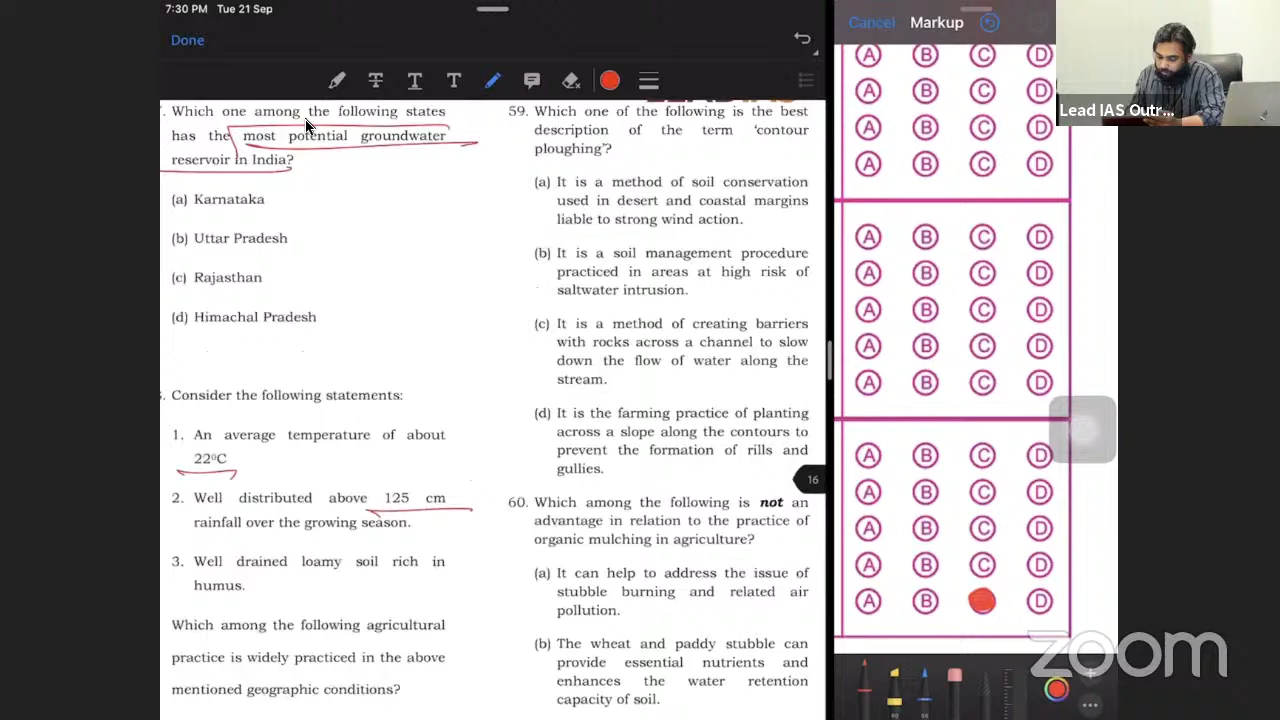 7:30 PM Tue 21 Sep
Done
Cancel Markup
Lead IAS Outr...
Which one among the following states
has the most potential groundwater
reservoir in India?
(a) Karnataka
(b) Uttar Pradesh
(c) Rajasthan
(d) Himachal Pradesh
Consider the following statements:
1. An average temperature of about
22°C
2. Well distributed above 125 cm
rainfall over the growing season.
3. Well drained loamy soil rich in
humus.
Which among the following agricultural
practice is widely practiced in the above
mentioned geographic conditions?
59. Which one of the following is the best
description of the term ‘contour
ploughing’?
(a) It is a method of soil conservation
used in desert and coastal margins
liable to strong wind action.
(b) It is a soil management procedure
practiced in areas at high risk of
saltwater intrusion.
(c) It is a method of creating barriers
with rocks across a channel to slow
down the flow of water along the
stream.
(d) It is the farming practice of planting
across a slope along the contours to
prevent the formation of rills and
gullies.
16
60. Which among the following is not an
advantage in relation to the practice of
organic mulching in agriculture?
(a) It can help to address the issue of
stubble burning and related air
pollution.
(b) The wheat and paddy stubble can
provide essential nutrients and
enhances the water retention
capacity of soil.
A B C D
A B C D
A B C D
A B C D
A B C D
A B C D
A B C D
A B C D
A B C D
A B C D
A B C D
A B C D
A B C D
A B D
zoom